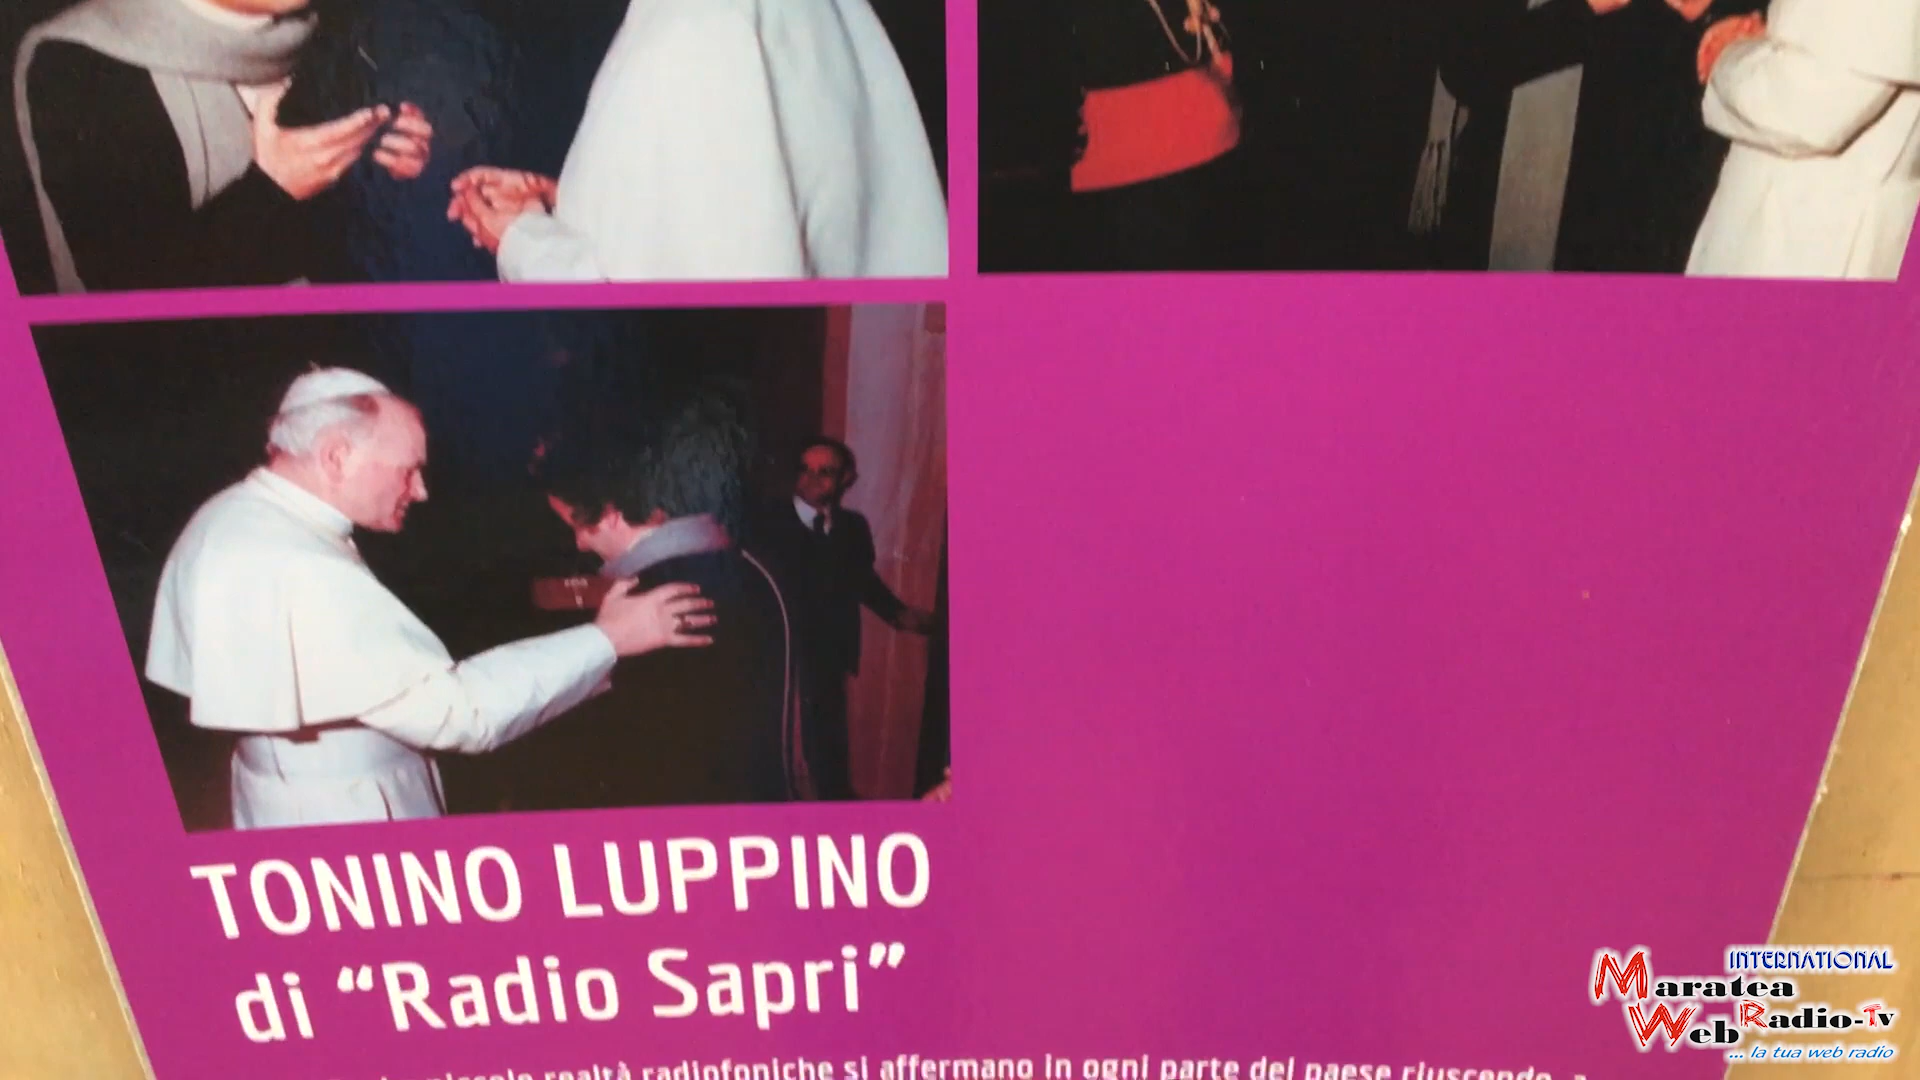 TONINO LUPPINO
di “Radio Sapri”
realtà radiofoniche si affermano in ogni parte del paese riuscendo
INTERNATIONAL
Maratea
Web Radio-Tv
... la tua web radio